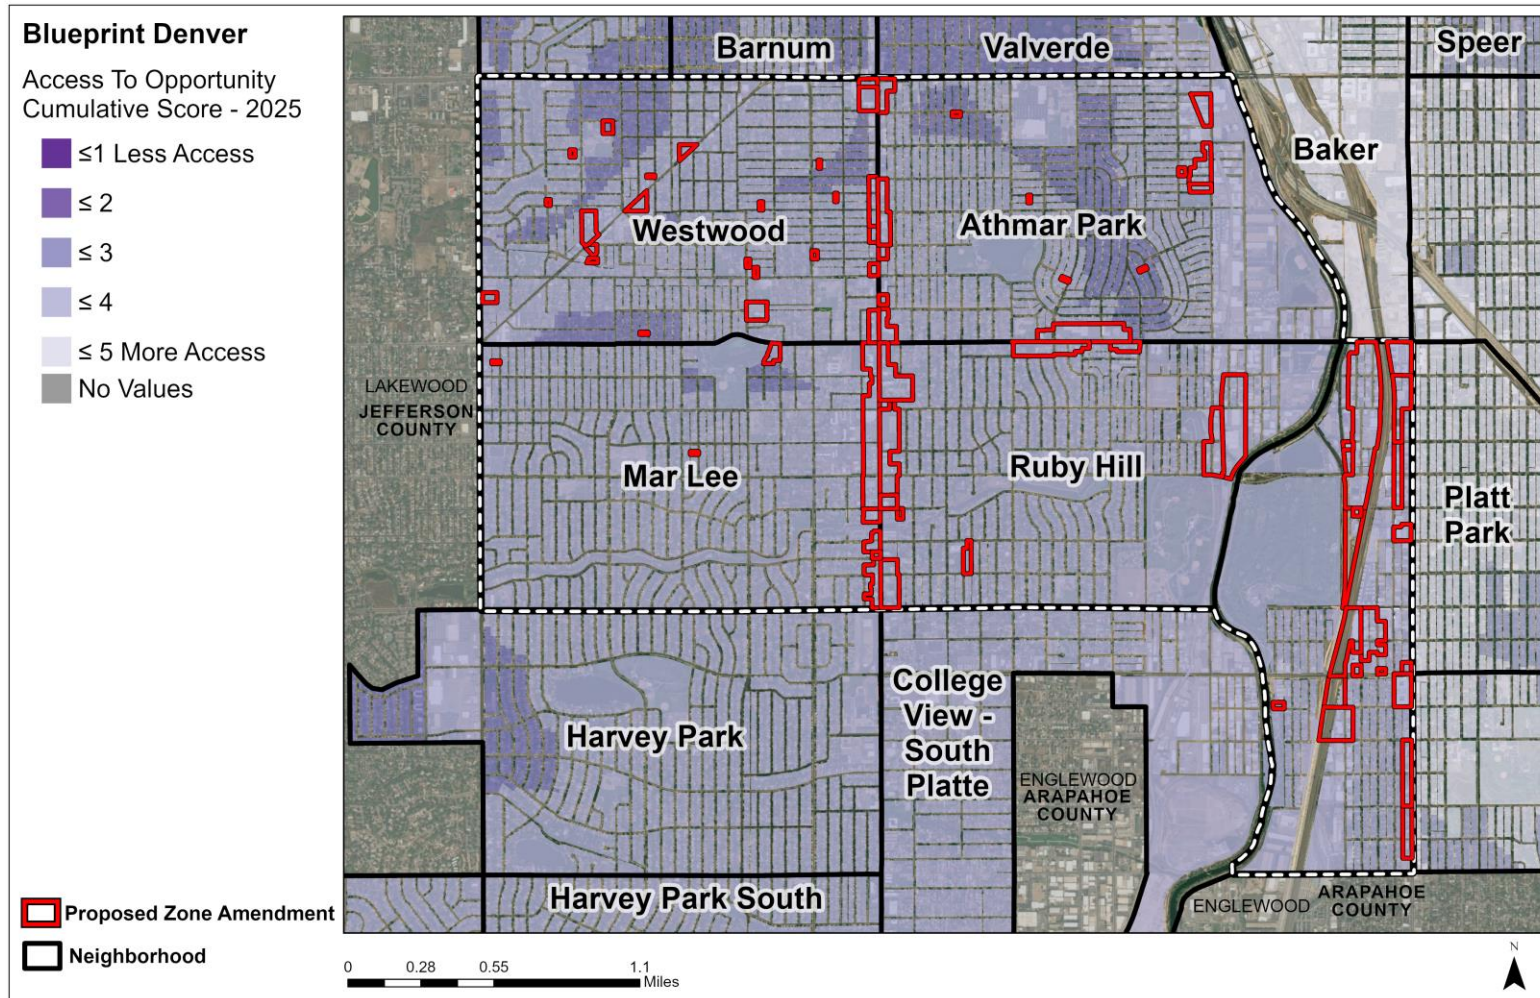 Blueprint Denver
Access To Opportunity
Cumulative Score - 2025
≤1 Less Access
≤ 2
≤ 3
≤ 4
≤ 5 More Access
No Values
Proposed Zone Amendment
Neighborhood
Barnum
Valverde
Speer
Baker
Westwood
Athmar Park
LAKEWOOD
JEFFERSON
COUNTY
Mar Lee
Ruby Hill
Platt
Park
Harvey Park
College
View -
South
Platte
ENGLEWOOD
ARAPAHOE
COUNTY
Harvey Park South
ENGLEWOOD
ARAPAHOE
COUNTY
0 0.28 0.55 1.1
Miles
N